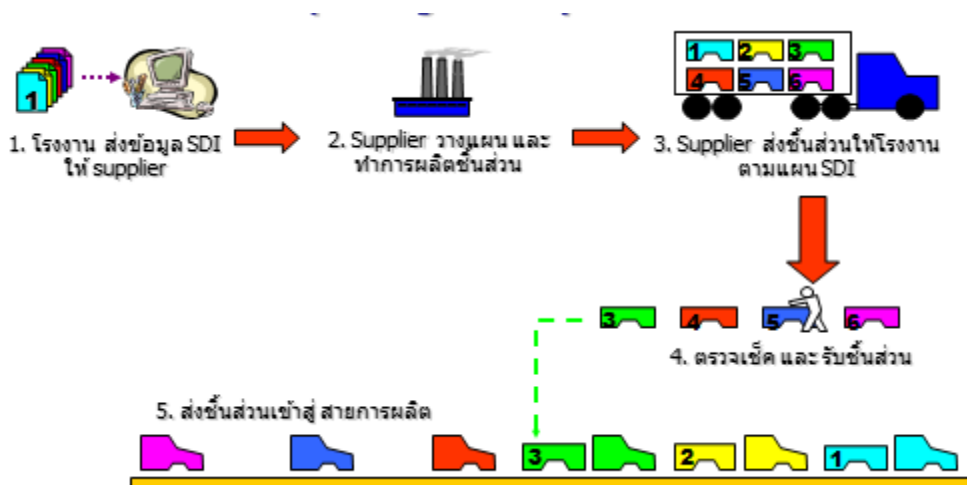 1
1 2 3
4 5 6
1. โรงงาน ส่งข้อมูล SDI
ให้ supplier
2. Supplier วางแผน และ
ทำการผลิตชิ้นส่วน
3. Supplier ส่งชิ้นส่วนให้โรงงาน
ตามแผน SDI
3 4 5 6
4. ตรวจเช็ค และ รับชิ้นส่วน
5. ส่งชิ้นส่วนเข้าสู่ สายการผลิต
3 2 1